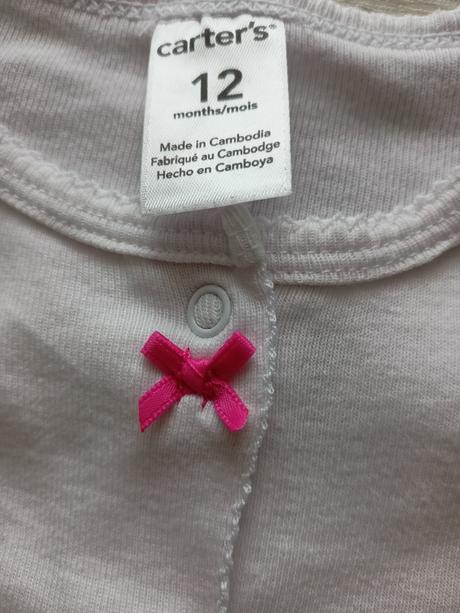 carter's®
12
months/mois
Made in Cambodia
Fabriqué au Cambodge
Hecho en Camboya